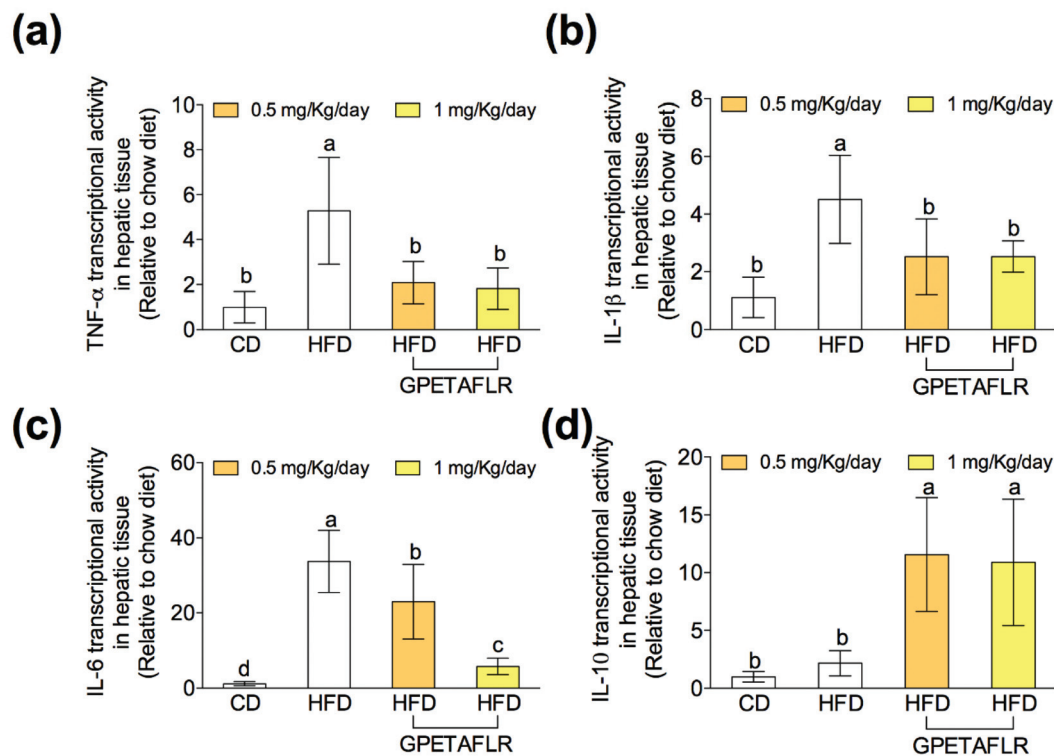 (a)
TNF-α transcriptional activity
in hepatic tissue
(Relative to chow diet)
0.5 mg/Kg/day 1 mg/Kg/day
10
8
6
4
2
0
b
a
b
b
CD HFD HFD HFD
GPETAFLR
(b)
IL-1β transcriptional activity
in hepatic tissue
(Relative to chow diet)
0.5 mg/Kg/day 1 mg/Kg/day
8
6
4
2
0
b
a
b
b
CD HFD HFD HFD
GPETAFLR
(c)
IL-6 transcriptional activity
in hepatic tissue
(Relative to chow diet)
0.5 mg/Kg/day 1 mg/Kg/day
60
40
20
0
d
a
b
c
CD HFD HFD HFD
GPETAFLR
(d)
IL-10 transcriptional activity
in hepatic tissue
(Relative to chow diet)
0.5 mg/Kg/day 1 mg/Kg/day
20
15
10
5
0
b
b
a
a
CD HFD HFD HFD
GPETAFLR